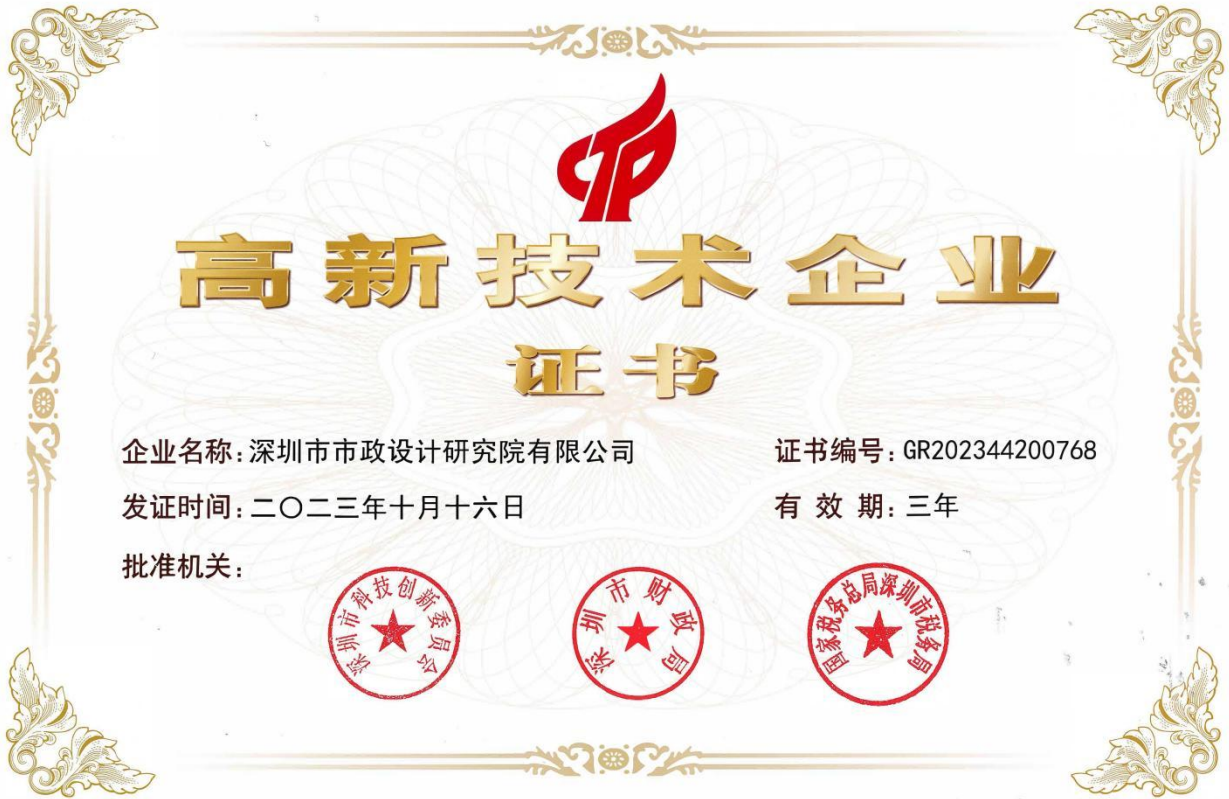 高新技术企业
证书
企业名称：深圳市市政设计研究院有限公司
证书编号：GR202344200768
发证时间：二〇二三年十月十六日
有效期：三年
批准机关：
深圳市科技创新委员会
深圳市财政局
国家税务总局深圳市税务局